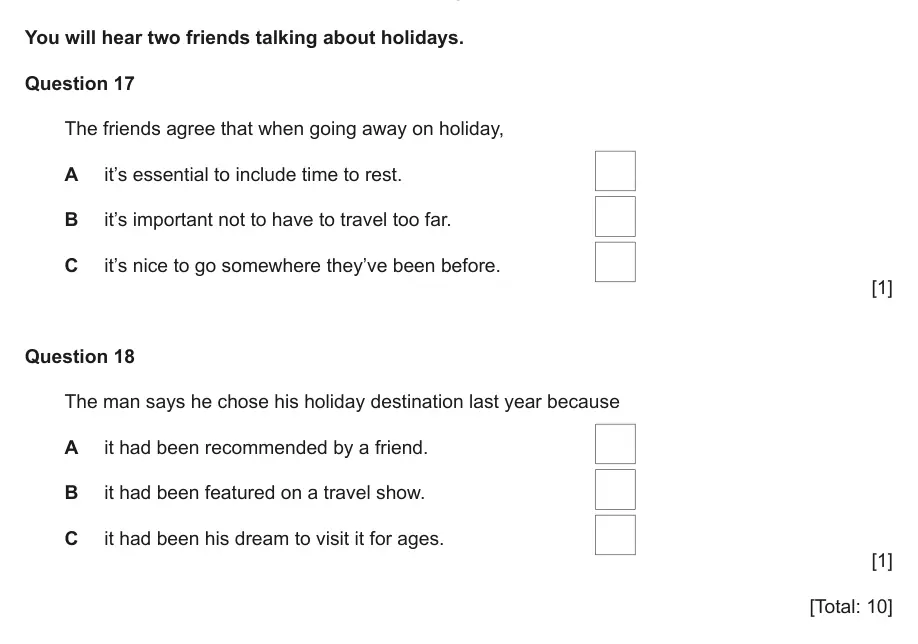 You will hear two friends talking about holidays.
Question 17
The friends agree that when going away on holiday,
A it’s essential to include time to rest.
B it’s important not to have to travel too far.
C it’s nice to go somewhere they’ve been before.
[1]
Question 18
The man says he chose his holiday destination last year because
A it had been recommended by a friend.
B it had been featured on a travel show.
C it had been his dream to visit it for ages.
[1]
[Total: 10]